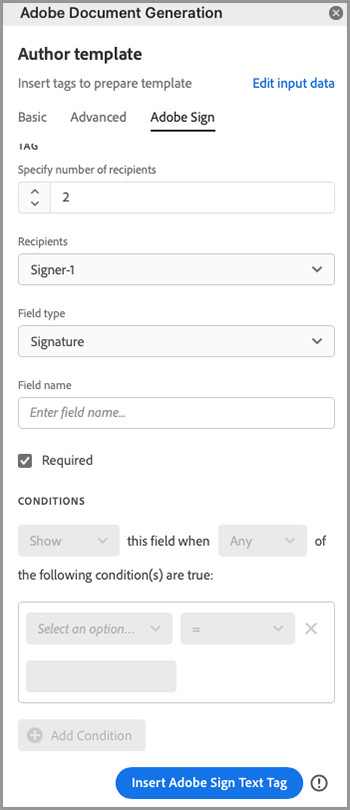 Adobe Document Generation
Author template
Insert tags to prepare template Edit input data
Basic Advanced Adobe Sign
TAG
Specify number of recipients
2
Recipients
Signer-1
Field type
Signature
Field name
Enter field name...
Required
CONDITIONS
Show this field when Any of
the following condition(s) are true:
Select an option... =
Add Condition
Insert Adobe Sign Text Tag